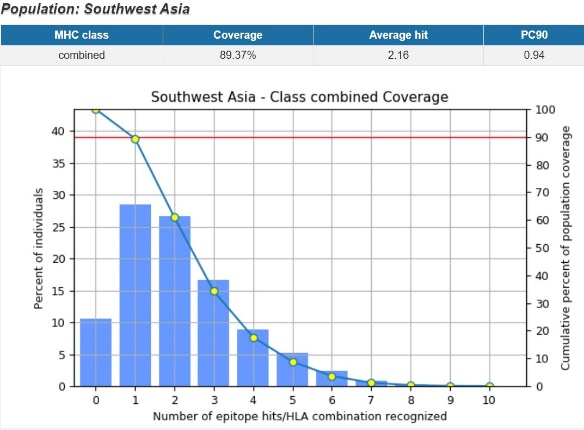 Population: Southwest Asia
MHC class Coverage Average hit PC90
combined 89.37% 2.16 0.94
Southwest Asia - Class combined Coverage
Percent of individuals
40
35
30
25
20
15
10
5
0
100
90
80
70
60
50
40
30
20
10
0
Cumulative percent of population coverage
0 1 2 3 4 5 6 7 8 9 10
Number of epitope hits/HLA combination recognized